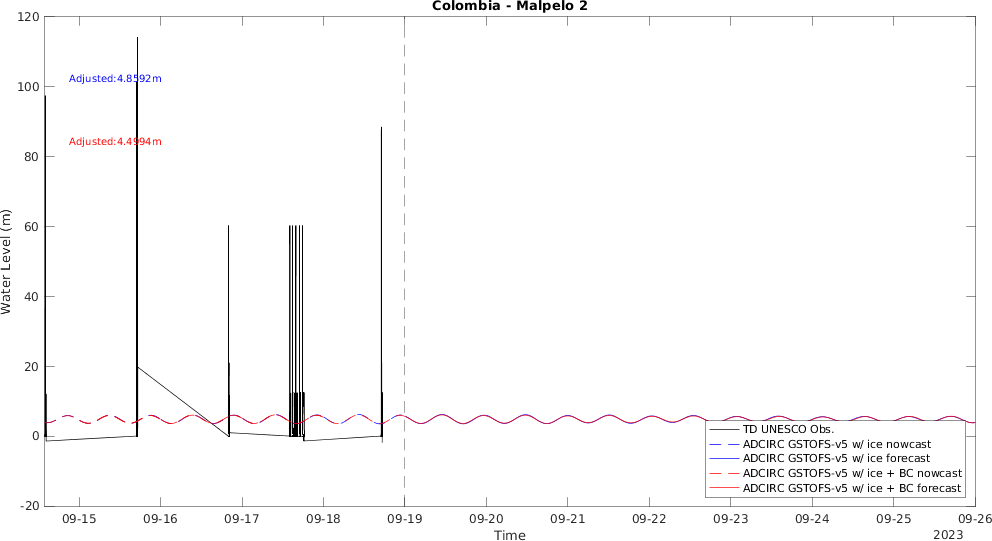 Colombia - Malpelo 2
120
100
80
60
40
20
0
-20
Water Level (m)
Adjusted:4.8592m
Adjusted:4.4994m
TD UNESCO Obs.
ADCIRC GSTOFS-v5 w/ ice nowcast
ADCIRC GSTOFS-v5 w/ ice forecast
ADCIRC GSTOFS-v5 w/ ice + BC nowcast
ADCIRC GSTOFS-v5 w/ ice + BC forecast
09-15 09-16 09-17 09-18 09-19 09-20 09-21 09-22 09-23 09-24 09-25 09-26
Time
2023